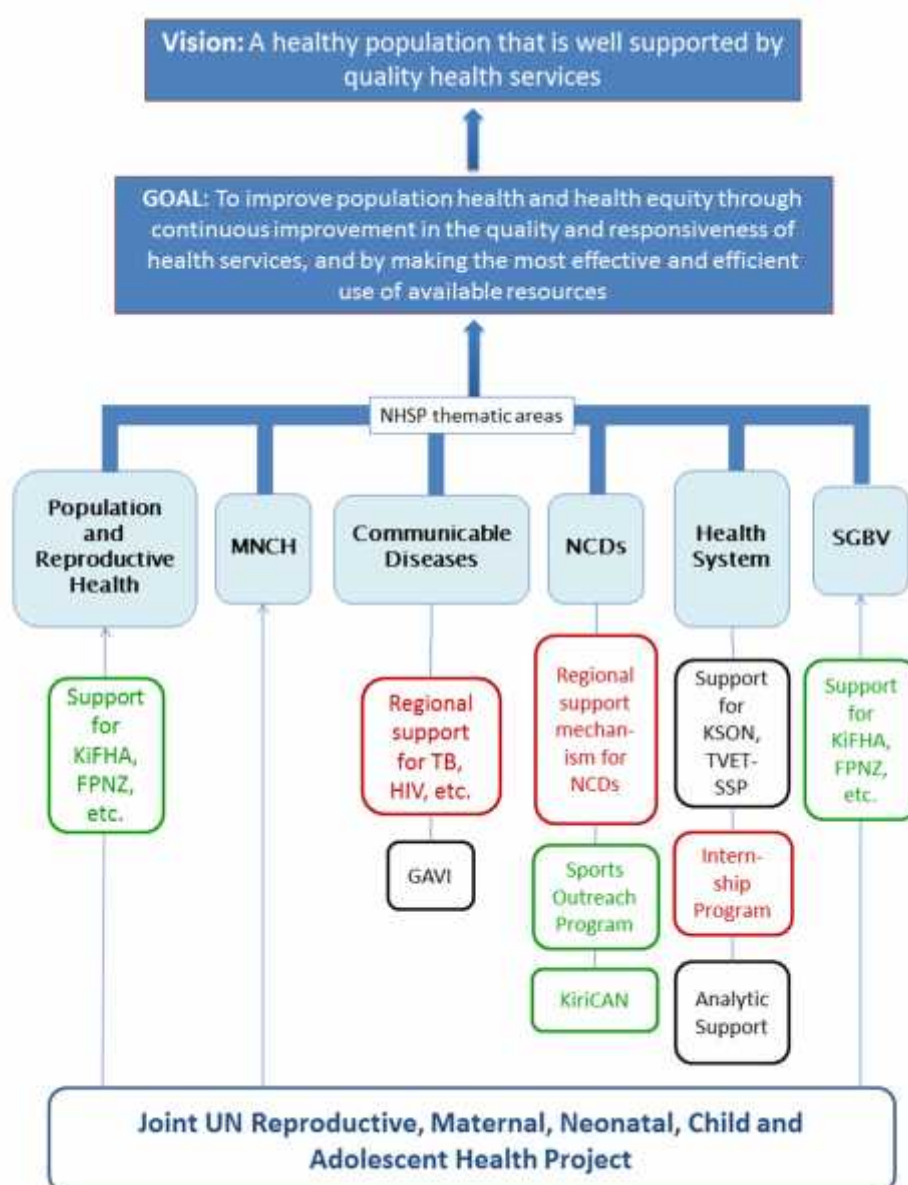 Vision: A healthy population that is well supported by
quality health services
GOAL: To improve population health and health equity through
continuous improvement in the quality and responsiveness of
health services, and by making the most effective and efficient
use of available resources
NHSP thematic areas
Population
and
Reproductive
Health
MNCH
Communicable
Diseases
NCDs
Health
System
SGBV
Support
for
KiFHA,
FPNZ,
etc.
Regional
support
for TB,
HIV, etc.
GAVI
Regional
support
mechan-
ism for
NCDs
Sports
Outreach
Program
KiriCAN
Support
for
KSON,
TVET-
SSP
Intern-
ship
Program
Analytic
Support
Support
for
KiFHA,
FPNZ,
etc.
Joint UN Reproductive, Maternal, Neonatal, Child and
Adolescent Health Project